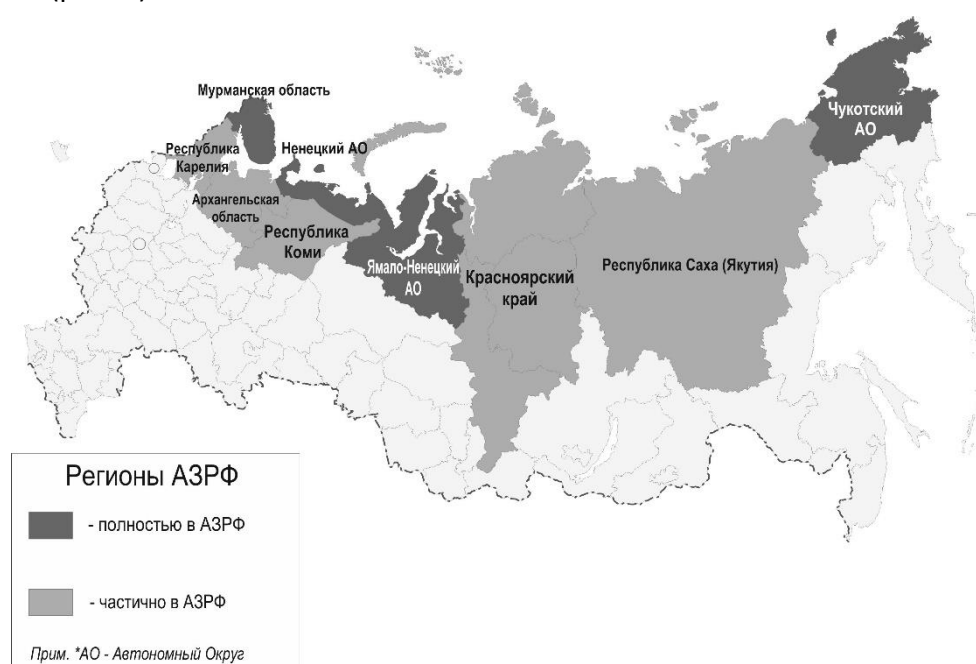 Мурманская область
Чукотский
АО
Республика
Карелия
Ненецкий АО
Архангельская
область
Республика
Коми
Ямало-Ненецкий
АО
Красноярский
край
Республика Саха (Якутия)
Регионы АЗРФ
- полностью в АЗРФ
- частично в АЗРФ
Прим. *АО - Автономный Округ